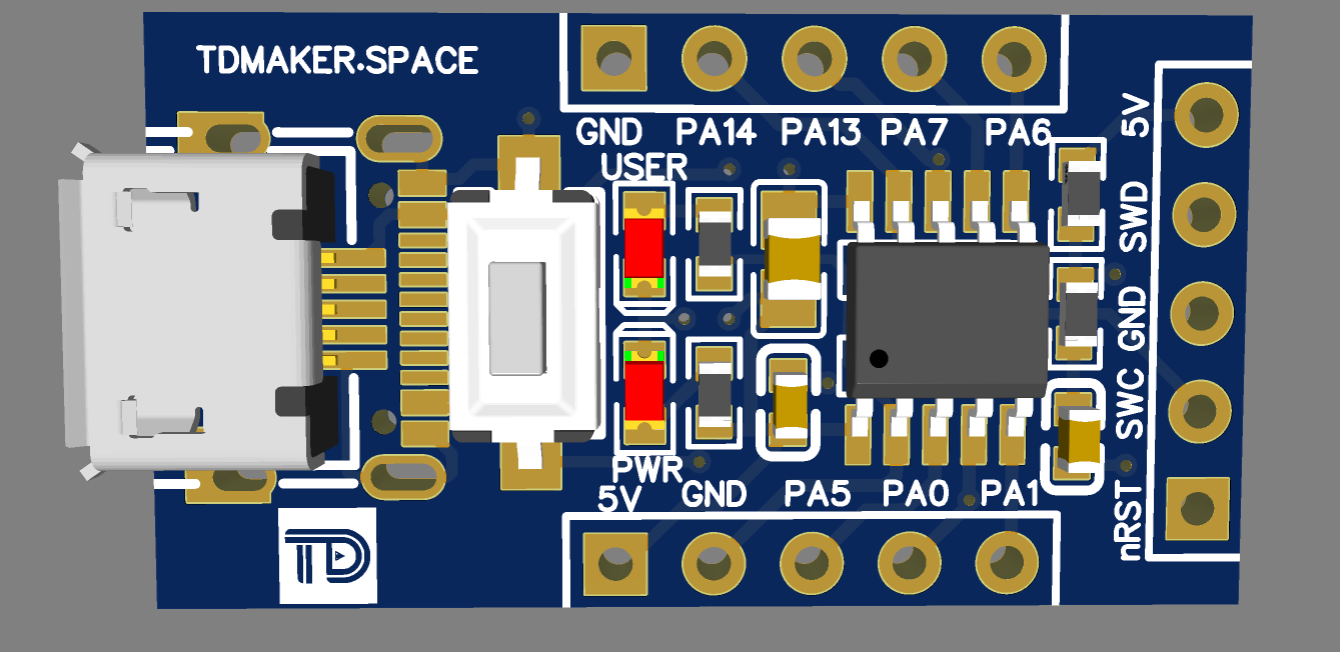 TDMAKER.SPACE
GND PA14 PA13 PA7 PA6
USER
PWR
5V GND PA5 PA0 PA1
5V
SWD
GND
SWC
nRST